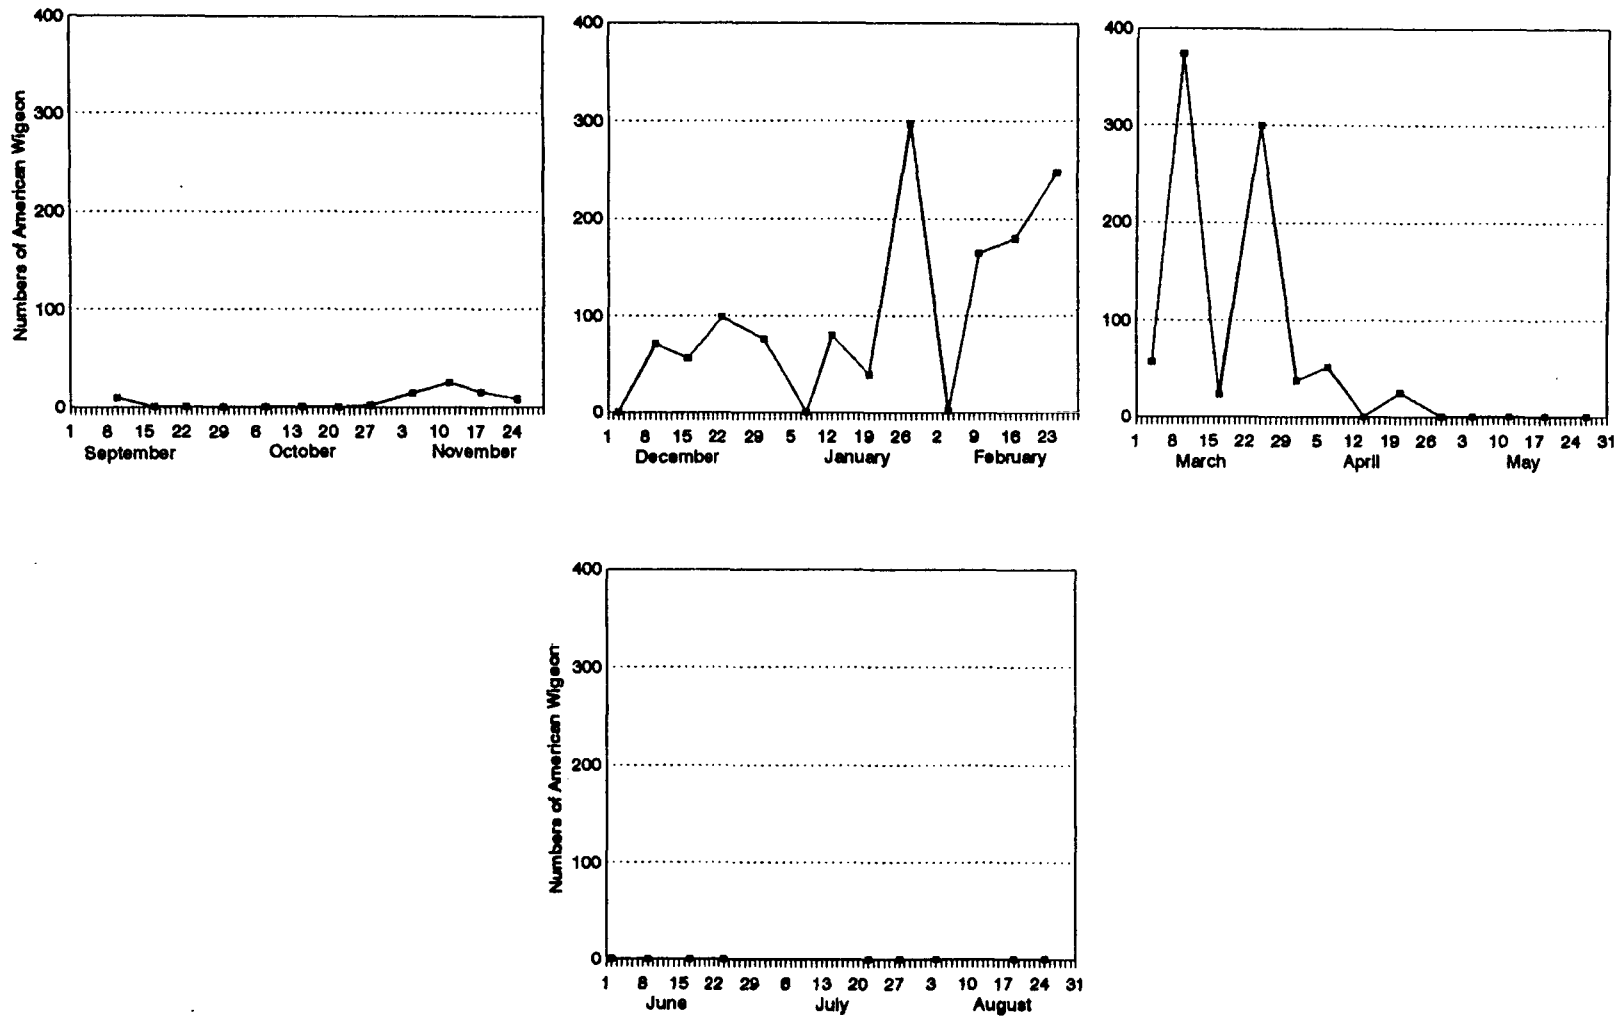 400
300
200
100
0
Numbers of American Wigeon
1 8 15 22 29 6 13 20 27 3 10 17 24
September October November
400
300
200
100
0
1 8 15 22 29 5 12 19 26 2 9 16 23
December January February
400
300
200
100
0
1 8 15 22 29 5 12 19 26 3 10 17 24 31
March April May
400
300
200
100
0
Numbers of American Wigeon
1 8 15 22 29 6 13 20 27 3 10 17 24 31
June July August